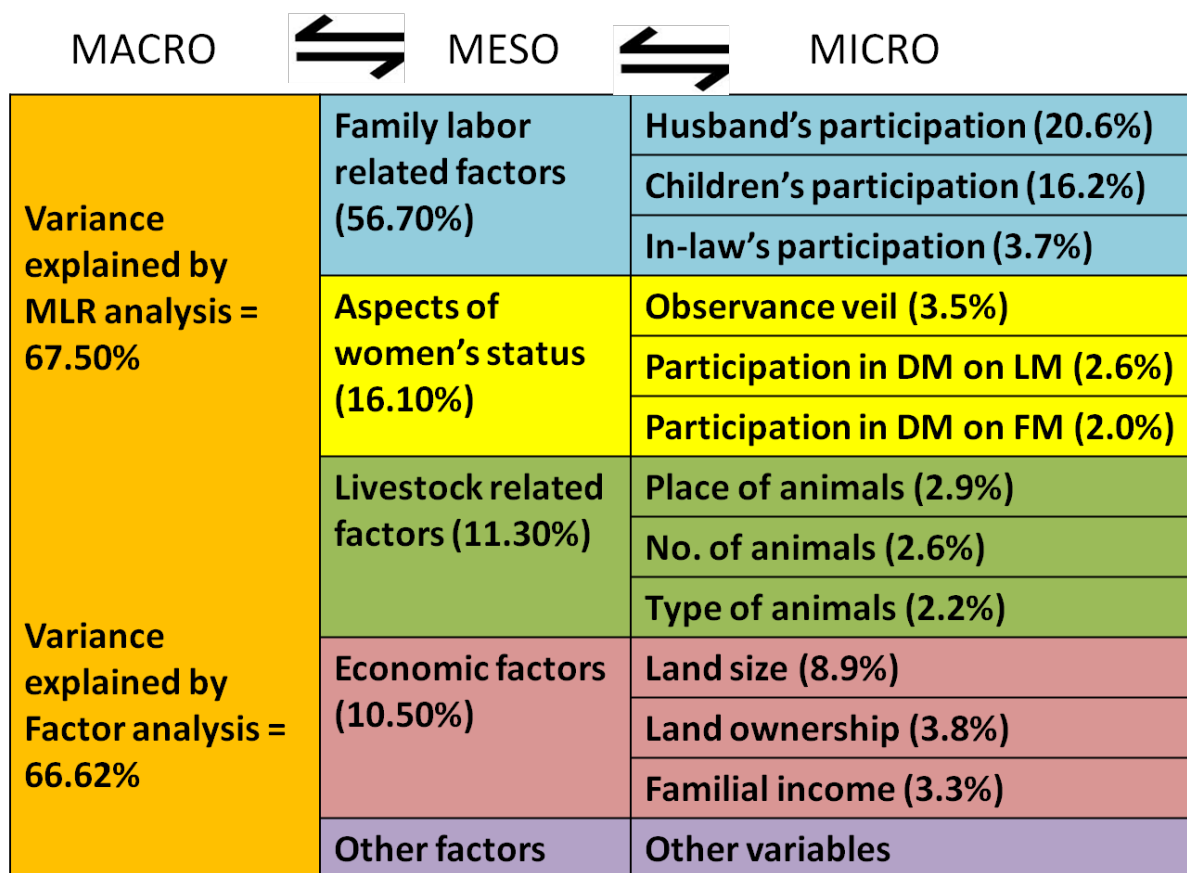 MACRO MESO MICRO
Variance
explained by
MLR analysis =
67.50%
Variance
explained by
Factor analysis =
66.62%
Family labor
related factors
(56.70%)
Husband's participation (20.6%)
Children's participation (16.2%)
In-law's participation (3.7%)
Aspects of
women's status
(16.10%)
Observance veil (3.5%)
Participation in DM on LM (2.6%)
Participation in DM on FM (2.0%)
Livestock related
factors (11.30%)
Place of animals (2.9%)
No. of animals (2.6%)
Type of animals (2.2%)
Economic factors
(10.50%)
Land size (8.9%)
Land ownership (3.8%)
Familial income (3.3%)
Other factors
Other variables